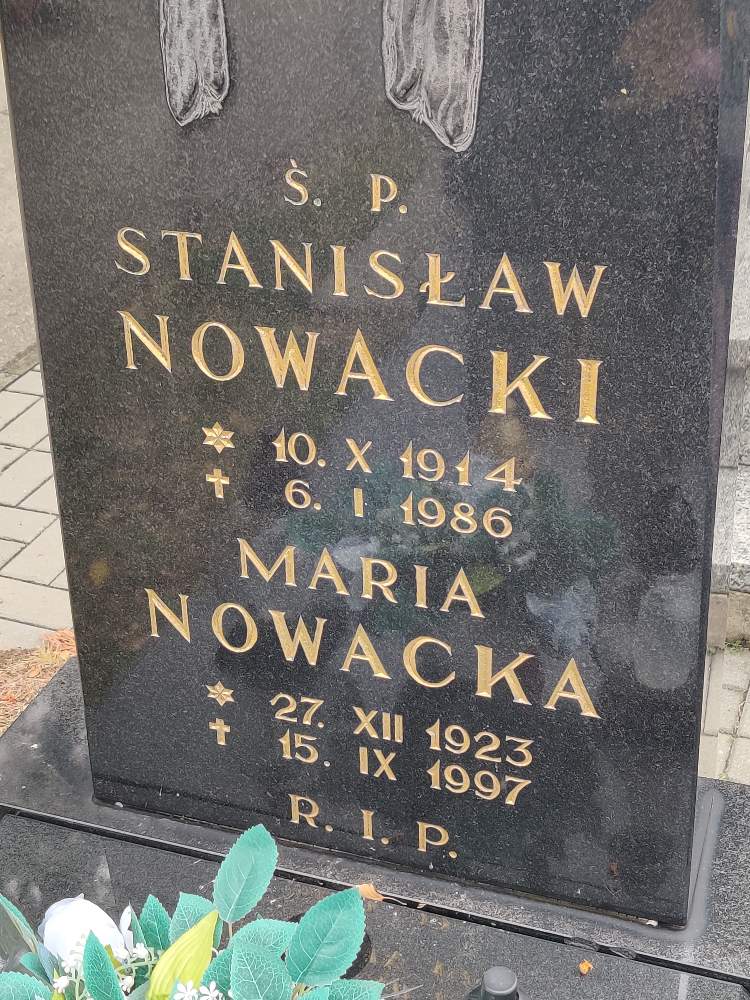 Ś. P.
STANISŁAW
NOWACKI
10. X 1914
6. I 1986
MARIA
NOWACKA
27. XII 1923
15. IX 1997
R. I. P.